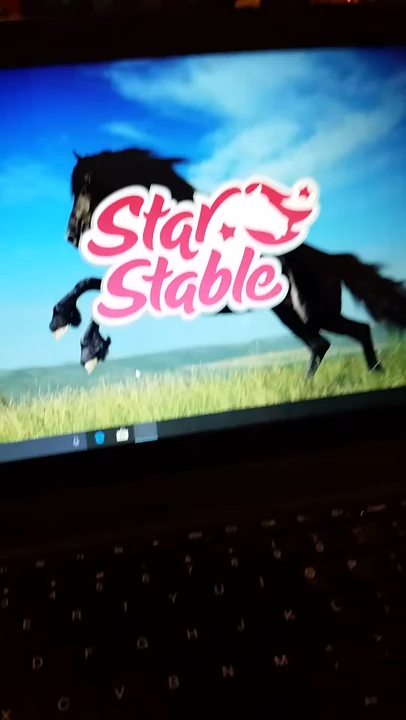 Star
Stable
E R T Y U I
D F G H J K L
X C V B N M